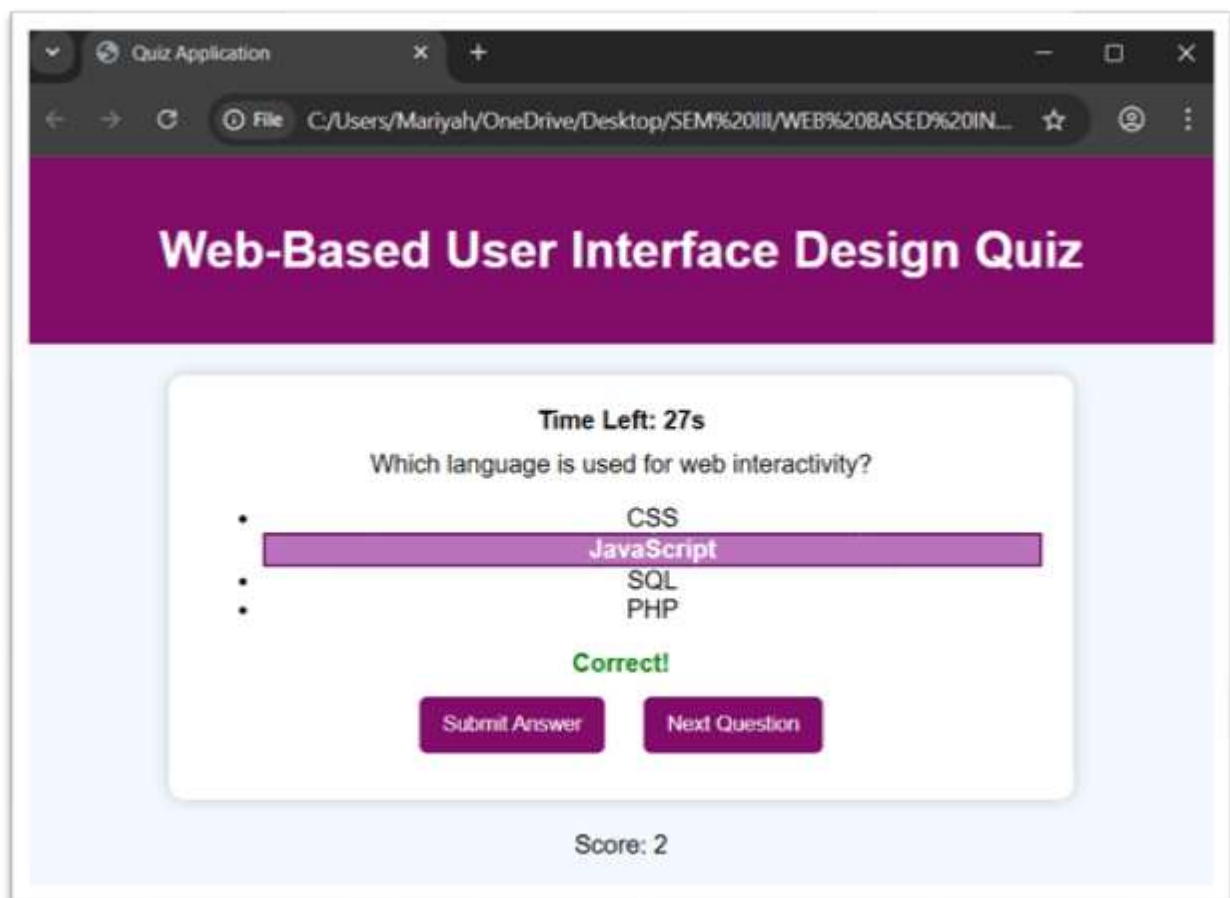 Quiz Application
File C:/Users/Mariyah/OneDrive/Desktop/SEM%20III/WEB%20BASED%20IN...
Web-Based User Interface Design Quiz
Time Left: 27s
Which language is used for web interactivity?
CSS
JavaScript
SQL
PHP
Correct!
Submit Answer Next Question
Score: 2